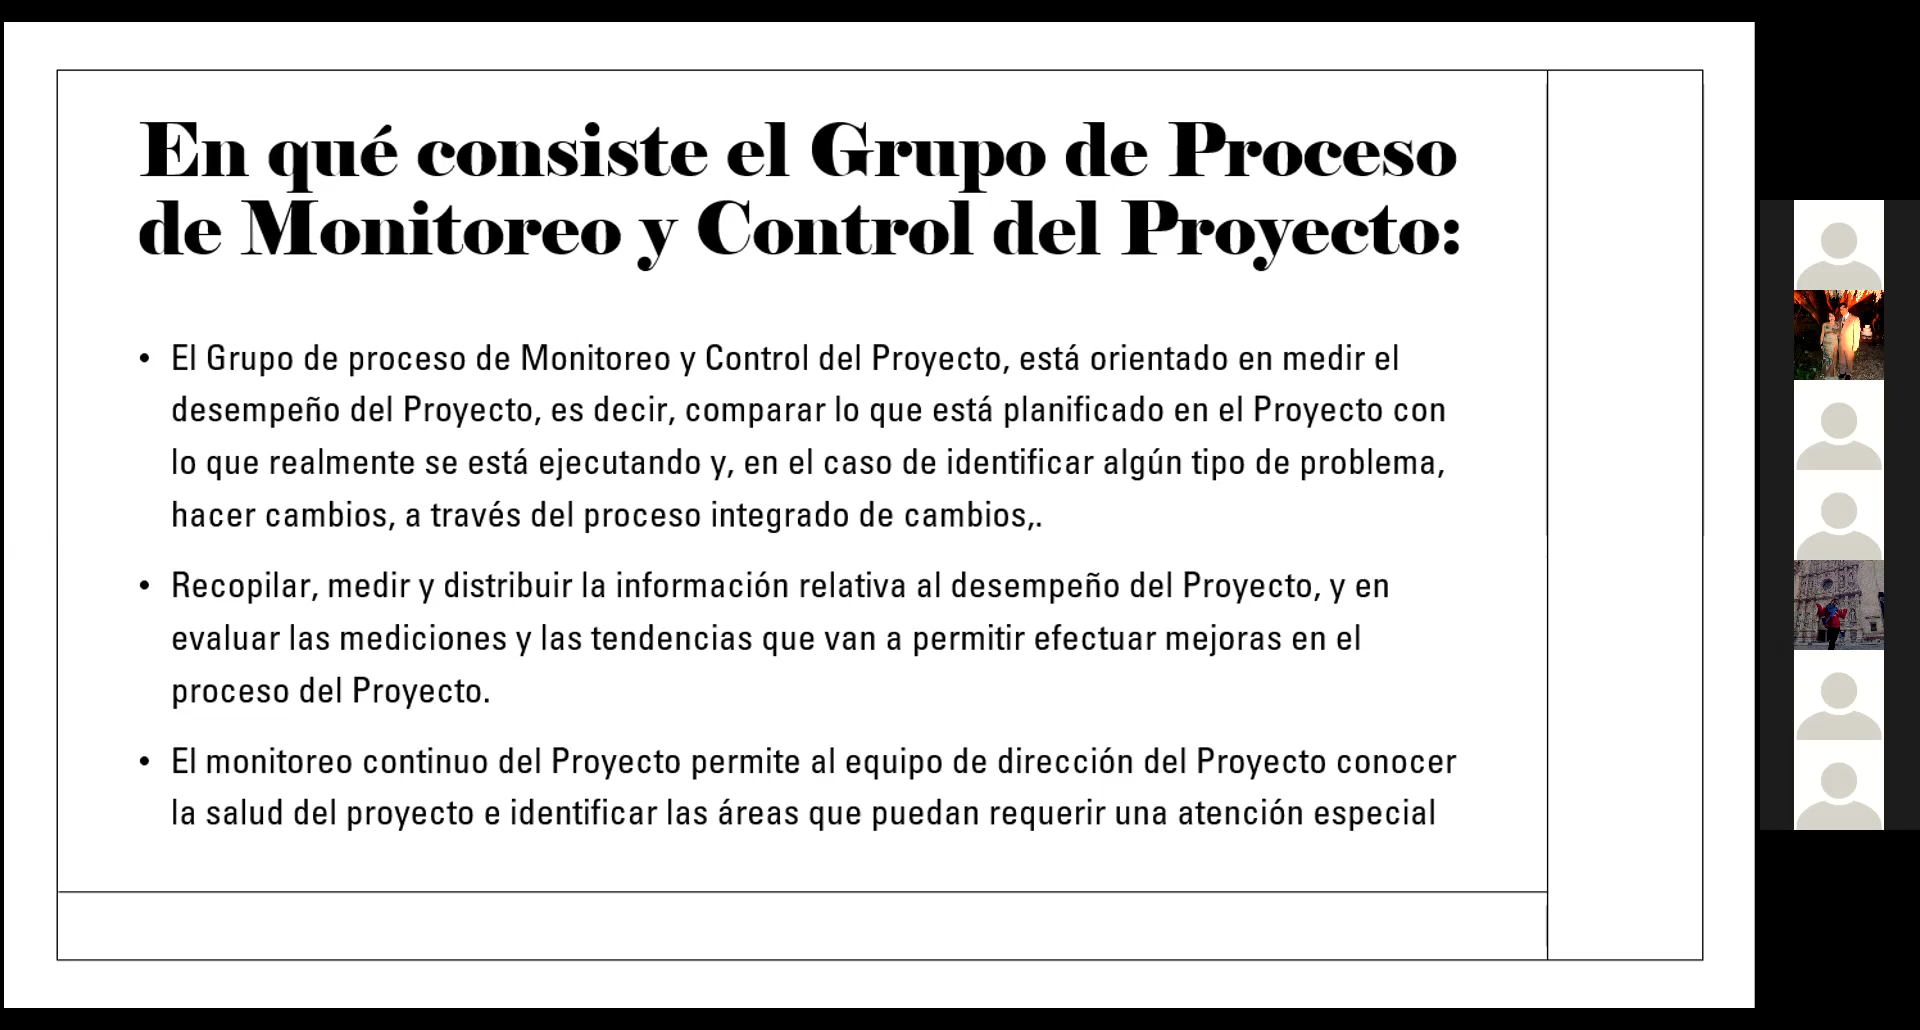 En qué consiste el Grupo de Proceso
de Monitoreo y Control del Proyecto:
• El Grupo de proceso de Monitoreo y Control del Proyecto, está orientado en medir el
desempeño del Proyecto, es decir, comparar lo que está planificado en el Proyecto con
lo que realmente se está ejecutando y, en el caso de identificar algún tipo de problema,
hacer cambios, a través del proceso integrado de cambios,.
• Recopilar, medir y distribuir la información relativa al desempeño del Proyecto, y en
evaluar las mediciones y las tendencias que van a permitir efectuar mejoras en el
proceso del Proyecto.
• El monitoreo continuo del Proyecto permite al equipo de dirección del Proyecto conocer
la salud del proyecto e identificar las áreas que puedan requerir una atención especial